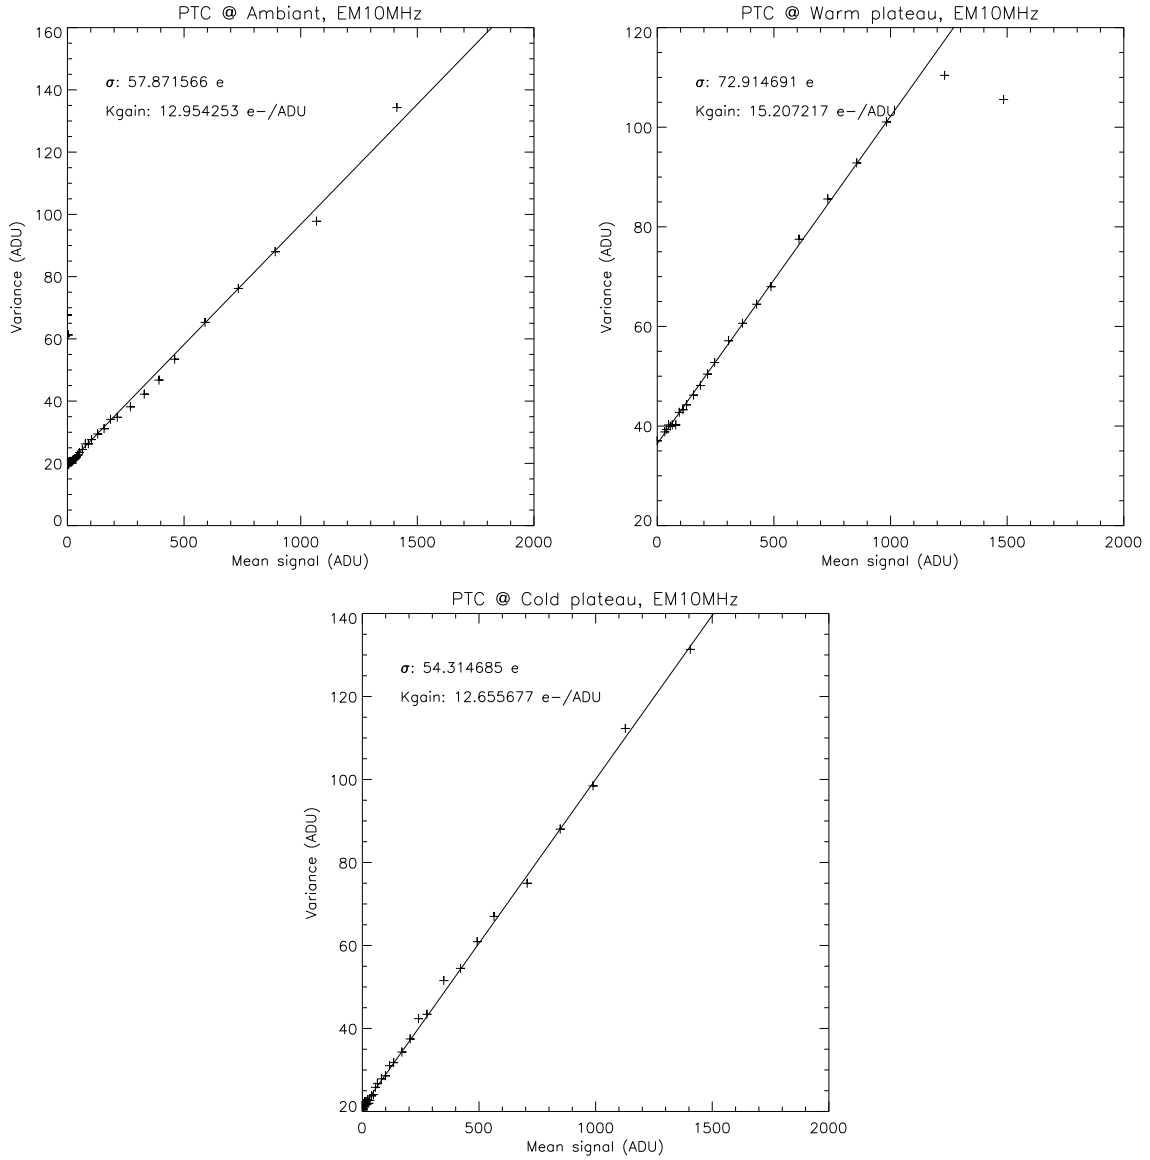 PTC @ Ambiant, EM10MHz
160
140
120
100
80
60
40
20
0
σ: 57.871566 e
Kgain: 12.954253 e−/ADU
Variance (ADU)
0 500 1000 1500 2000
Mean signal (ADU)
PTC @ Warm plateau, EM10MHz
120
100
80
60
40
20
σ: 72.914691 e
Kgain: 15.207217 e−/ADU
Variance (ADU)
0 500 1000 1500 2000
Mean signal (ADU)
PTC @ Cold plateau, EM10MHz
140
120
100
80
60
40
20
σ: 54.314685 e
Kgain: 12.655677 e−/ADU
Variance (ADU)
0 500 1000 1500 2000
Mean signal (ADU)